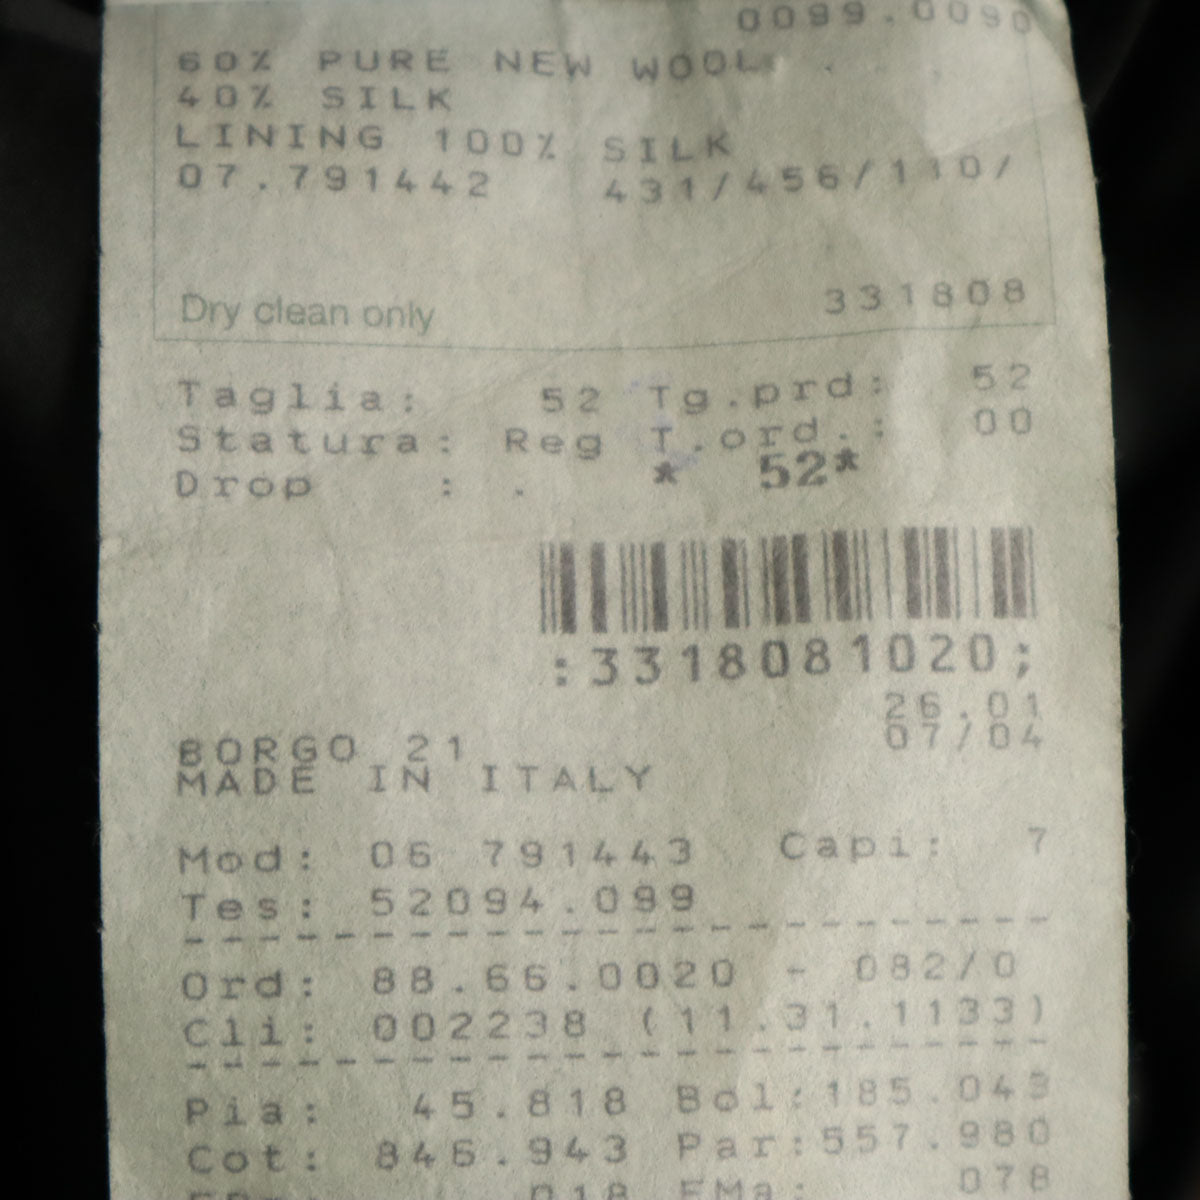 0099.0090
60% PURE NEW WOOL
40% SILK
LINING 100% SILK
07.791442 431/456/110/
Dry clean only 331808
Taglia: 52 Tg.prd: 52
Statura: Reg T.ord.: 00
Drop : . * 52*
:3318081020;
26.01
07/04
BORGO 21
MADE IN ITALY
Mod: 06 791443 Capi: 7
Tes: 52094.099
Ord: 88.66.0020 - 082/0
Cli: 002238 (11.31.1133)
Pia: 45.818 Bol:185.043
Cot: 846.943 Par:557.980
018 EMa: 078